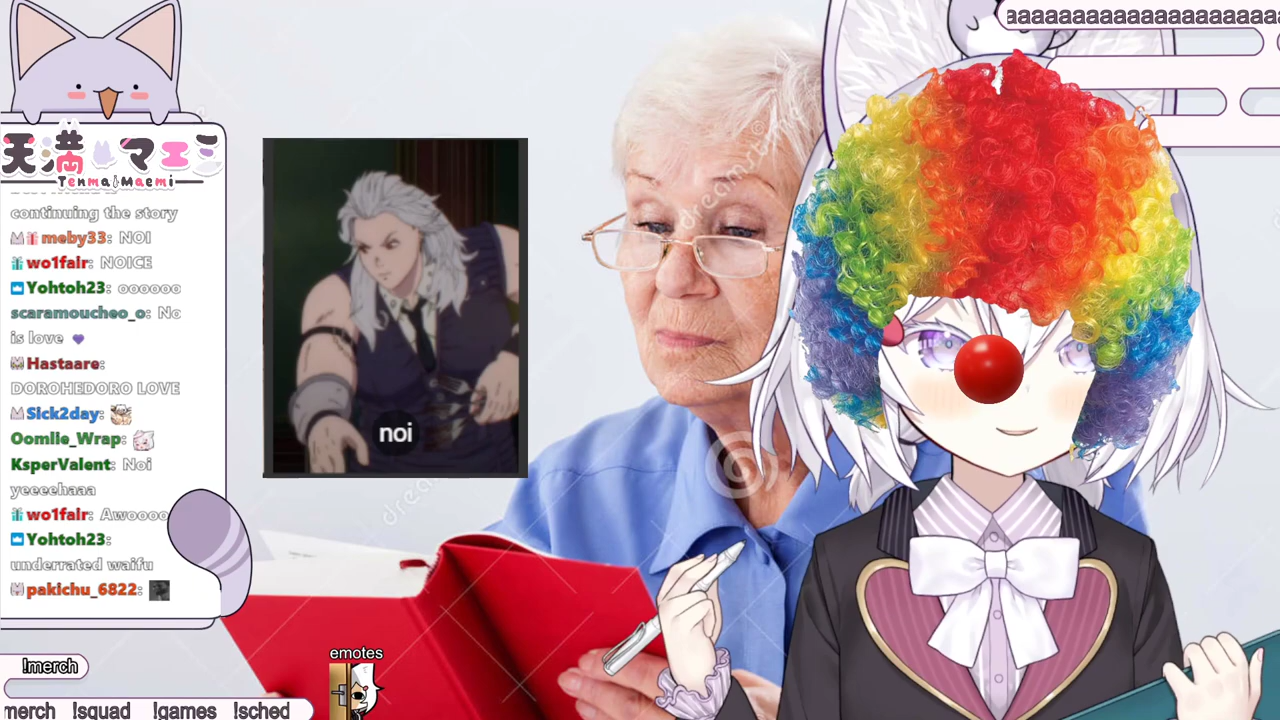 aaaaaaaaaaaaaaaaaaaaa
天満マエミ
Tenma Maemi
continuing the story
meby33: NOI
wo1fair: NOICE
Yohtoh23: oooooo
scaramoucheo_o: No
is love
Hastaare:
DOROHEDORO LOVE
Sick2day:
Oomlie_Wrap:
KsperValent: Noi
yeeeehaaa
wo1fair: Awoooo
Yohtoh23:
underrated waifu
pakichu_6822:
noi
emotes
!merch
merch !squad !games !sched